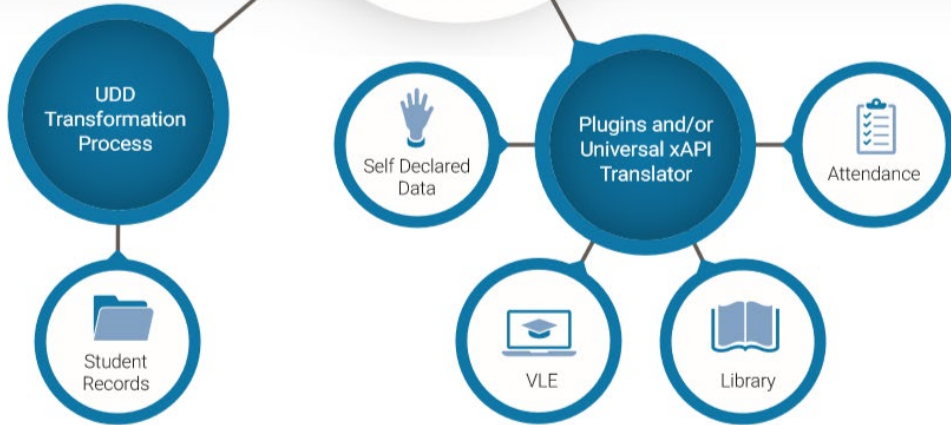 UDD
Transformation
Process
Plugins and/or
Universal xAPI
Translator
Self Declared
Data
Attendance
Student
Records
VLE
Library